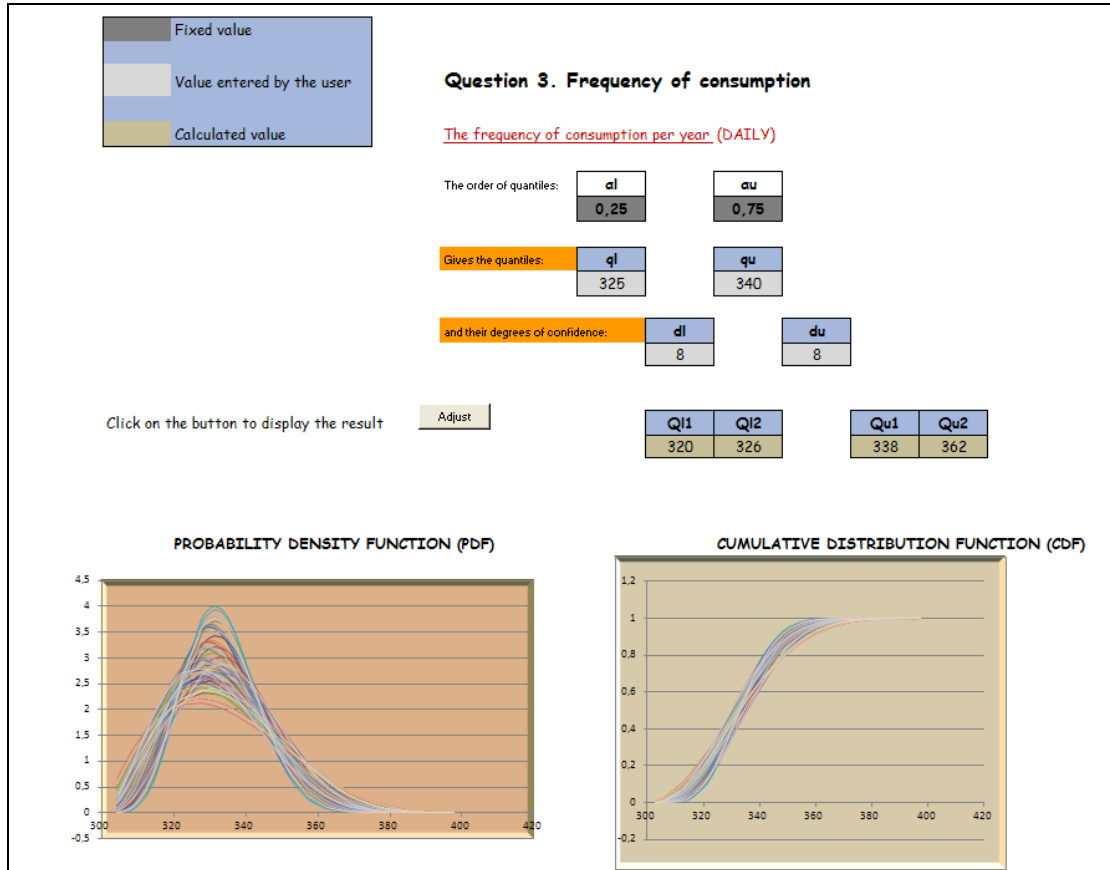 Fixed value
Value entered by the user
Calculated value
Question 3. Frequency of consumption
The frequency of consumption per year (DAILY)
The order of quantiles: al au
0,25 0,75
Gives the quantiles: ql qu
325 340
and their degrees of confidence: dl du
8 8
Click on the button to display the result Adjust
Ql1 Ql2 Qu1 Qu2
320 326 338 362
PROBABILITY DENSITY FUNCTION (PDF)
4,5
4
3,5
3
2,5
2
1,5
1
0,5
0
-0,5
300 320 340 360 380 400 420
CUMULATIVE DISTRIBUTION FUNCTION (CDF)
1,2
1
0,8
0,6
0,4
0,2
0
-0,2
300 320 340 360 380 400 420